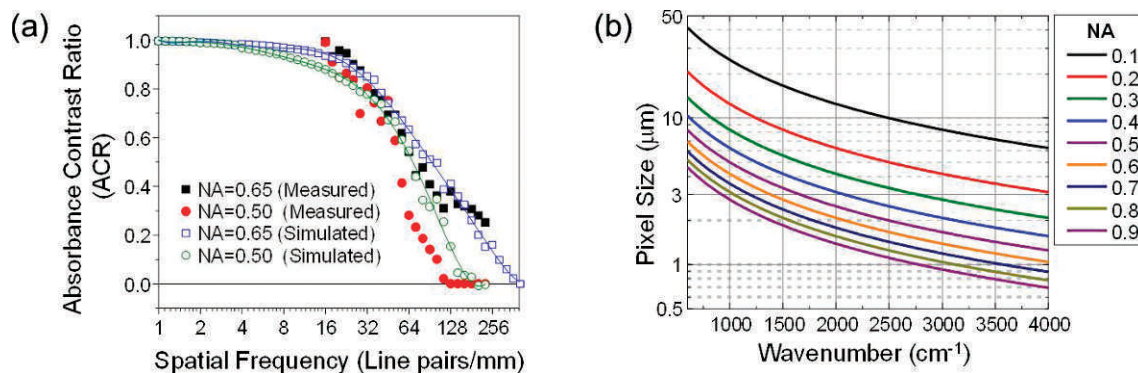 (a)
Absorbance Contrast Ratio
(ACR)
1.0
0.8
0.6
0.4
0.2
0.0
NA=0.65 (Measured)
NA=0.50 (Measured)
NA=0.65 (Simulated)
NA=0.50 (Simulated)
1 2 4 8 16 32 64 128 256
Spatial Frequency (Line pairs/mm)
(b)
Pixel Size (μm)
50
10
3
1
0.5
1000 1500 2000 2500 3000 3500 4000
Wavenumber (cm⁻¹)
NA
0.1
0.2
0.3
0.4
0.5
0.6
0.7
0.8
0.9